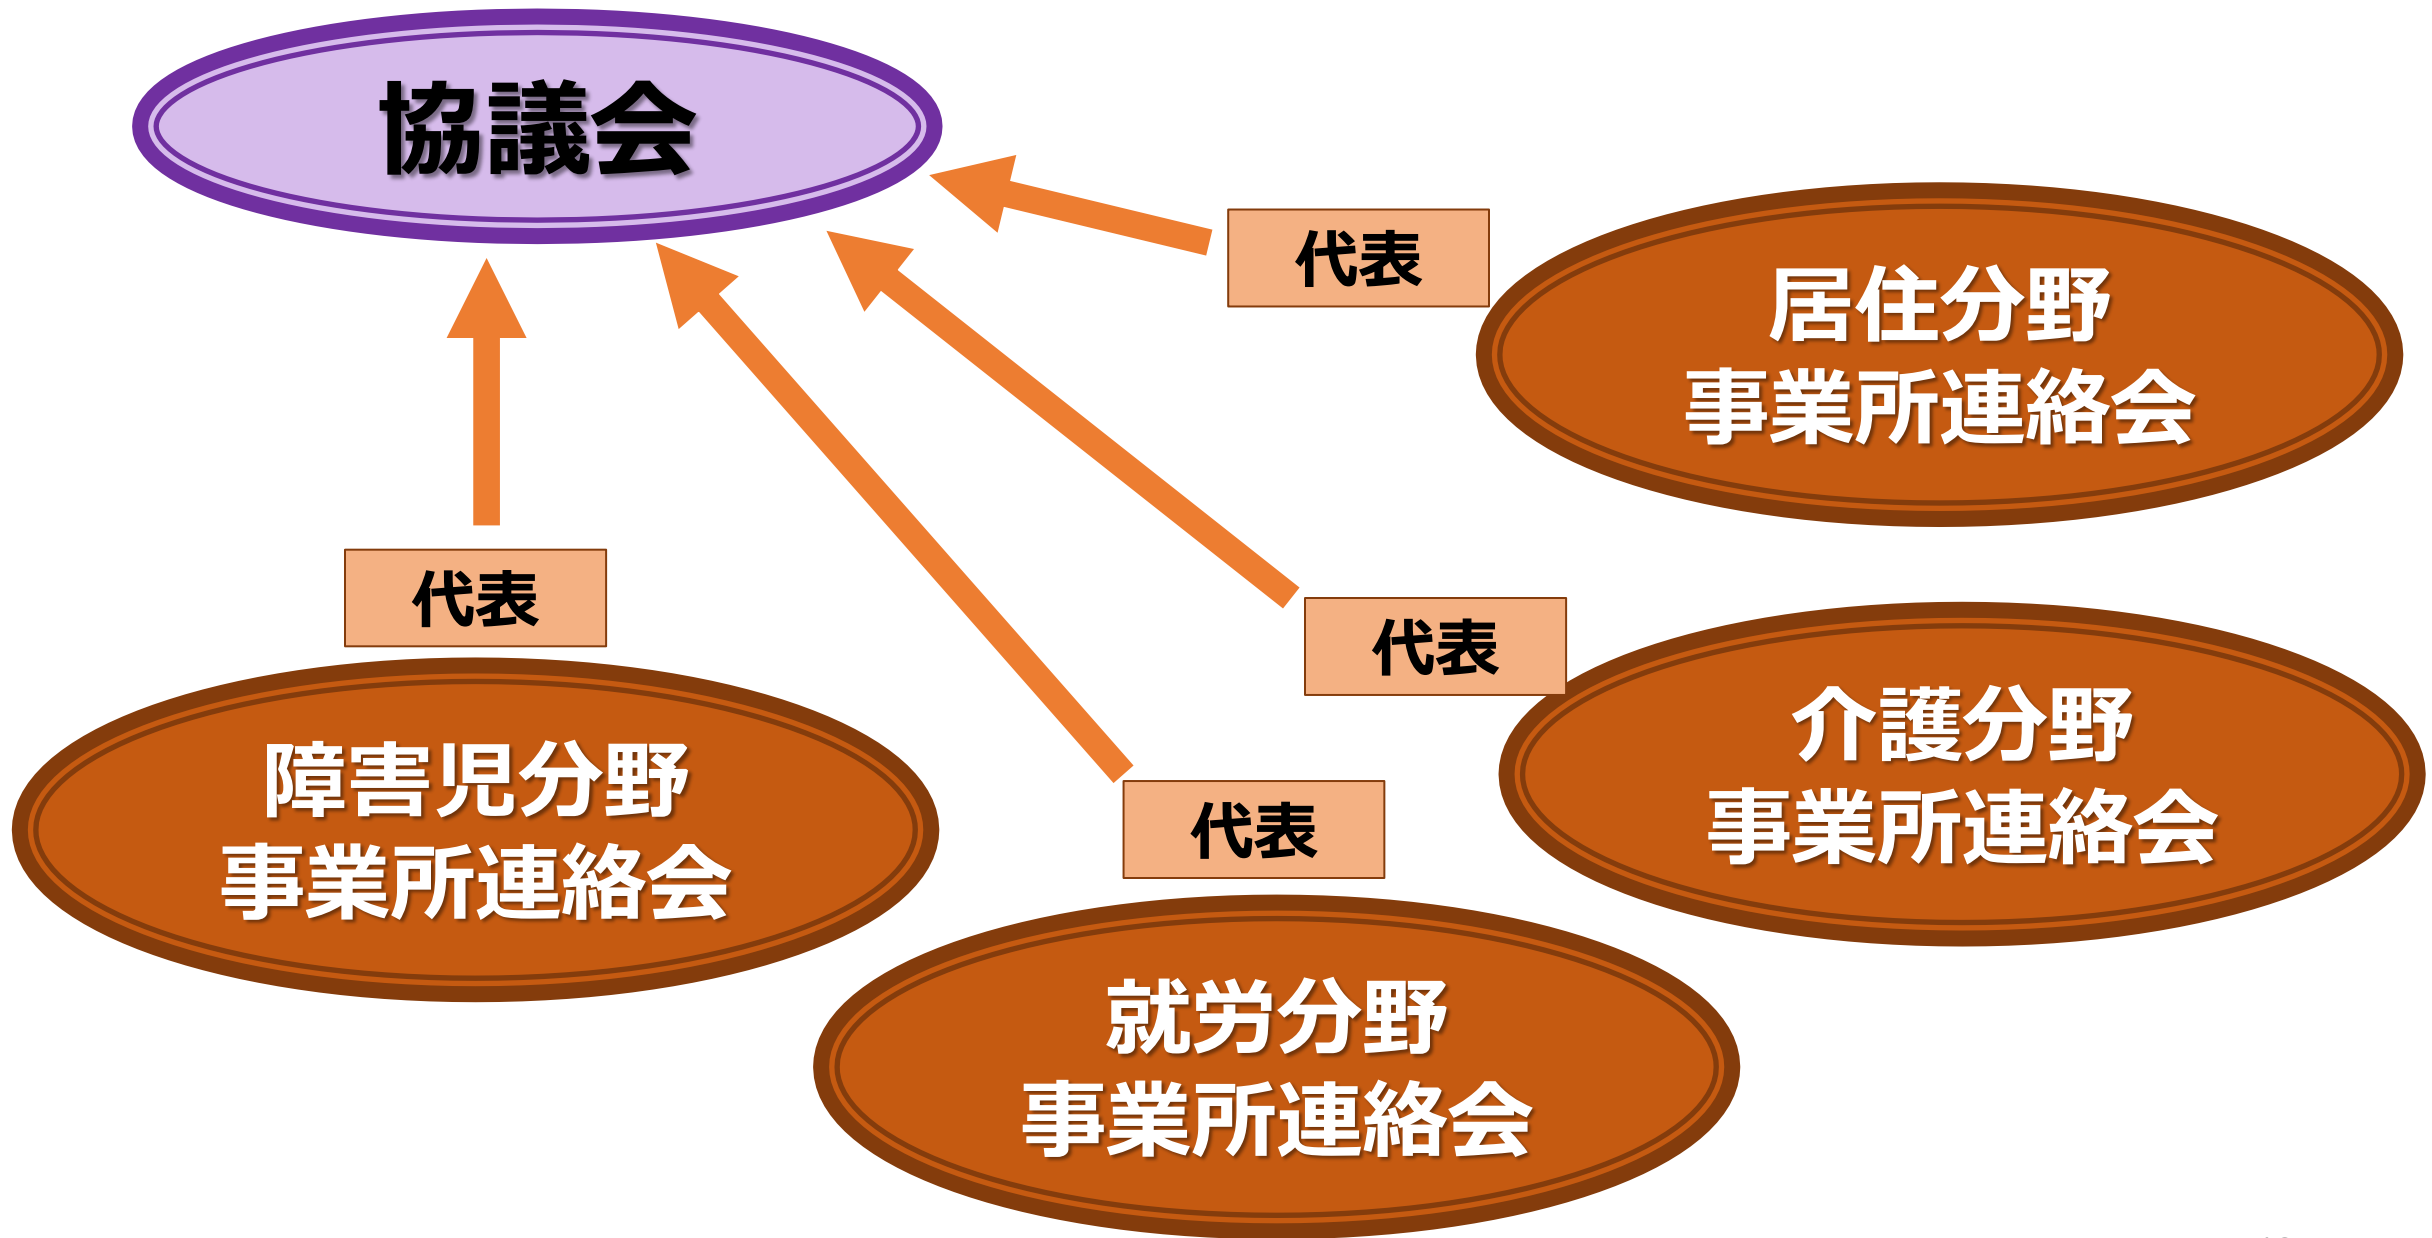 協議会
代表
居住分野
事業所連絡会
代表
障害児分野
事業所連絡会
代表
介護分野
事業所連絡会
代表
就労分野
事業所連絡会